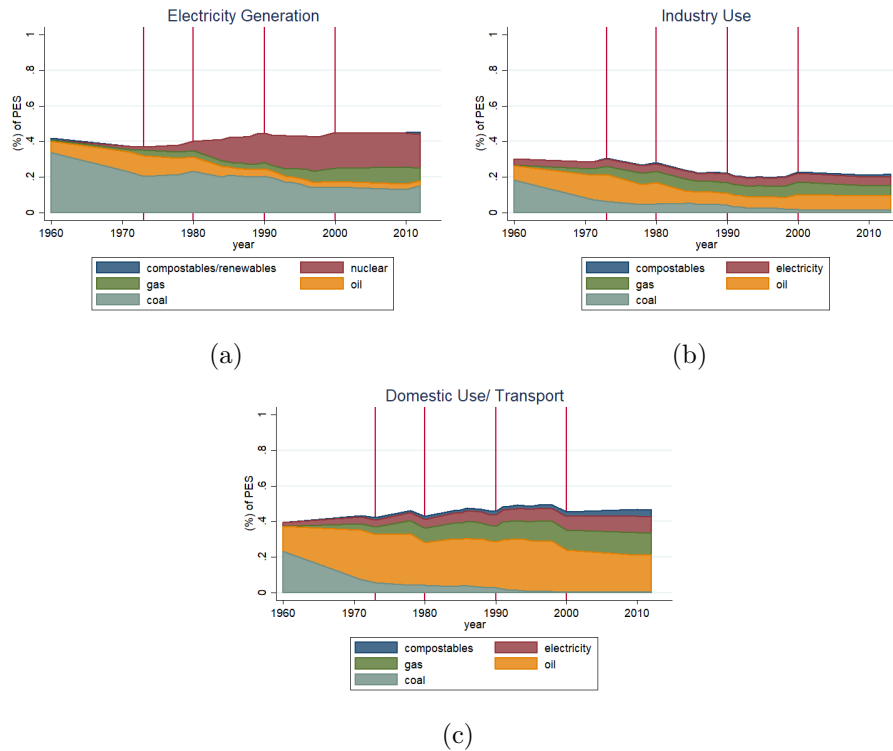 Electricity Generation
(%) of PES
0 .2 .4 .6 .8 1
1960 1970 1980 1990 2000 2010
year
compostables/renewables nuclear
gas oil
coal
(a)
Industry Use
(%) of PES
0 .2 .4 .6 .8 1
1960 1970 1980 1990 2000 2010
year
compostables electricity
gas oil
coal
(b)
Domestic Use/ Transport
(%) of PES
0 .2 .4 .6 .8 1
1960 1970 1980 1990 2000 2010
year
compostables electricity
gas oil
coal
(c)